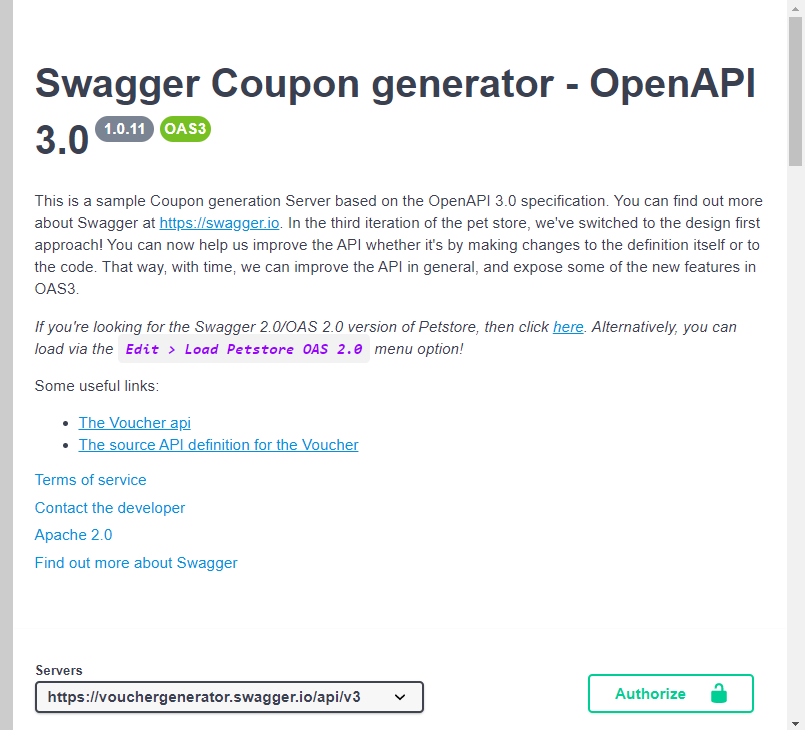 Swagger Coupon generator - OpenAPI
3.0 1.0.11 OAS3
This is a sample Coupon generation Server based on the OpenAPI 3.0 specification. You can find out more
about Swagger at https://swagger.io. In the third iteration of the pet store, we've switched to the design first
approach! You can now help us improve the API whether it's by making changes to the definition itself or to
the code. That way, with time, we can improve the API in general, and expose some of the new features in
OAS3.
If you're looking for the Swagger 2.0/OAS 2.0 version of Petstore, then click here. Alternatively, you can
load via the Edit > Load Petstore OAS 2.0 menu option!
Some useful links:
• The Voucher api
• The source API definition for the Voucher
Terms of service
Contact the developer
Apache 2.0
Find out more about Swagger
Servers
https://vouchergenerator.swagger.io/api/v3
Authorize